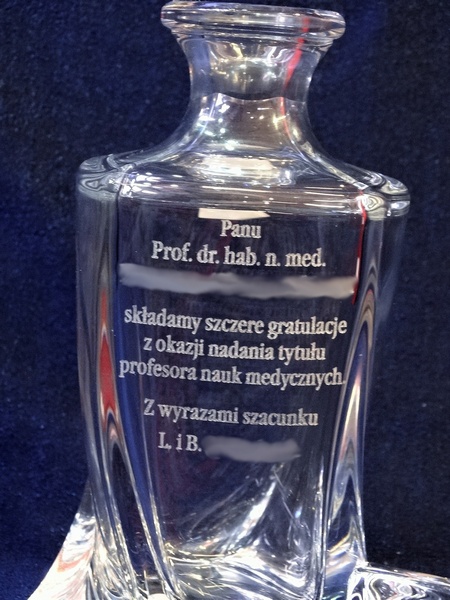 Panu
Prof. dr. hab. n. med.
składamy szczere gratulacje
z okazji nadania tytułu
profesora nauk medycznych.
Z wyrazami szacunku
L. i B.